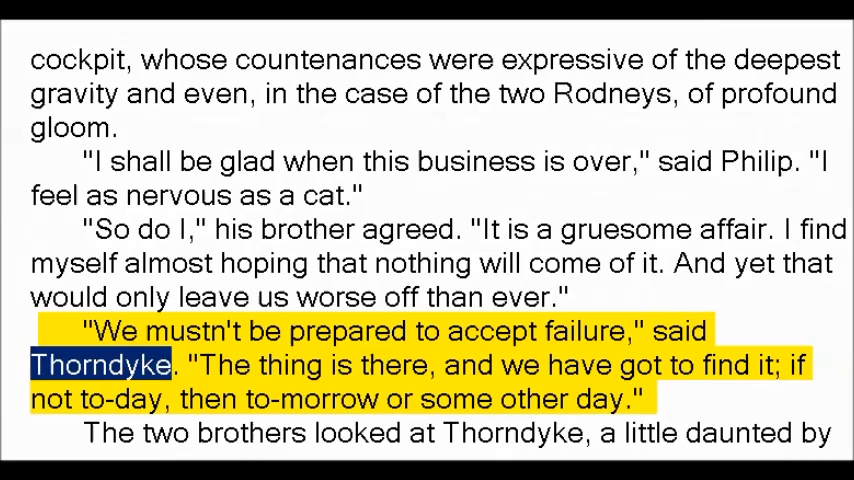 cockpit, whose countenances were expressive of the deepest
gravity and even, in the case of the two Rodneys, of profound
gloom.
"I shall be glad when this business is over," said Philip. "I
feel as nervous as a cat."
"So do I," his brother agreed. "It is a gruesome affair. I find
myself almost hoping that nothing will come of it. And yet that
would only leave us worse off than ever."
"We mustn't be prepared to accept failure," said
Thorndyke. "The thing is there, and we have got to find it; if
not to-day, then to-morrow or some other day."
The two brothers looked at Thorndyke, a little daunted by